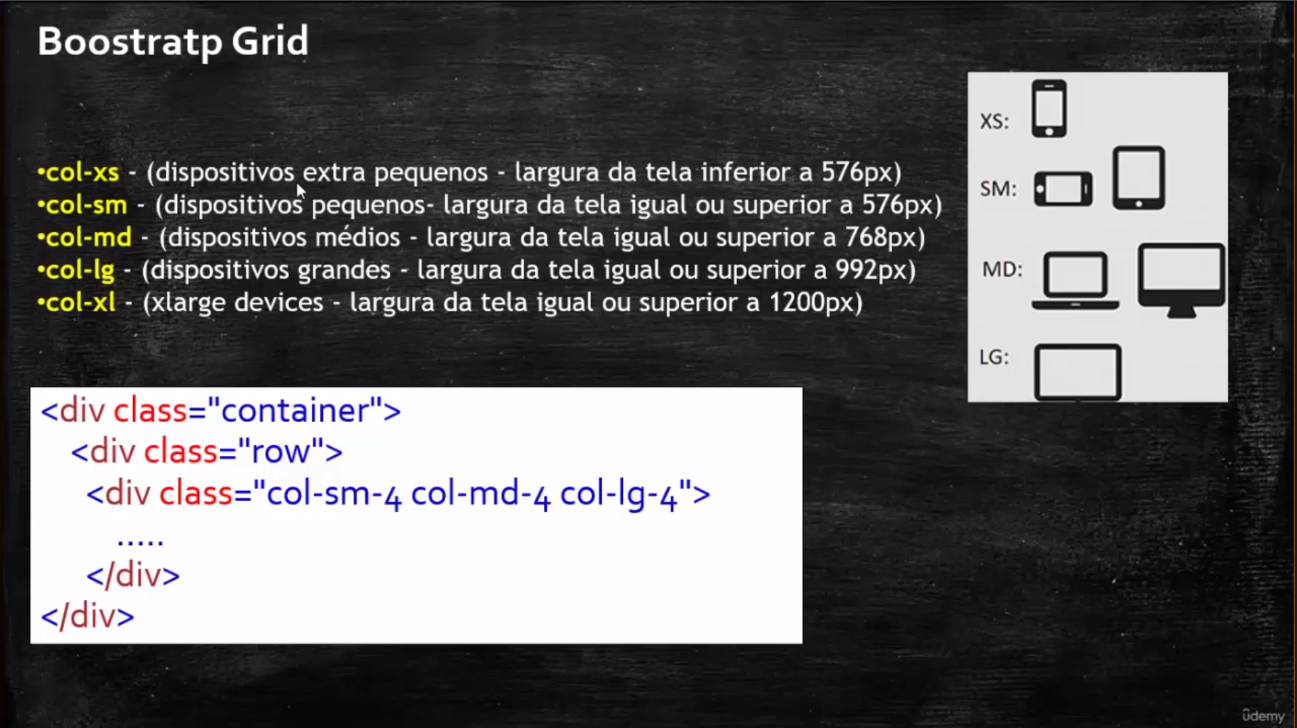 Boostratp Grid
•col-xs - (dispositivos extra pequenos - largura da tela inferior a 576px)
•col-sm - (dispositivos pequenos- largura da tela igual ou superior a 576px)
•col-md - (dispositivos médios - largura da tela igual ou superior a 768px)
•col-lg - (dispositivos grandes - largura da tela igual ou superior a 992px)
•col-xl - (xlarge devices - largura da tela igual ou superior a 1200px)
XS:
SM:
MD:
LG:
<div class="container">
<div class="row">
<div class="col-sm-4 col-md-4 col-lg-4">
.....
</div>
</div>
ûdemy